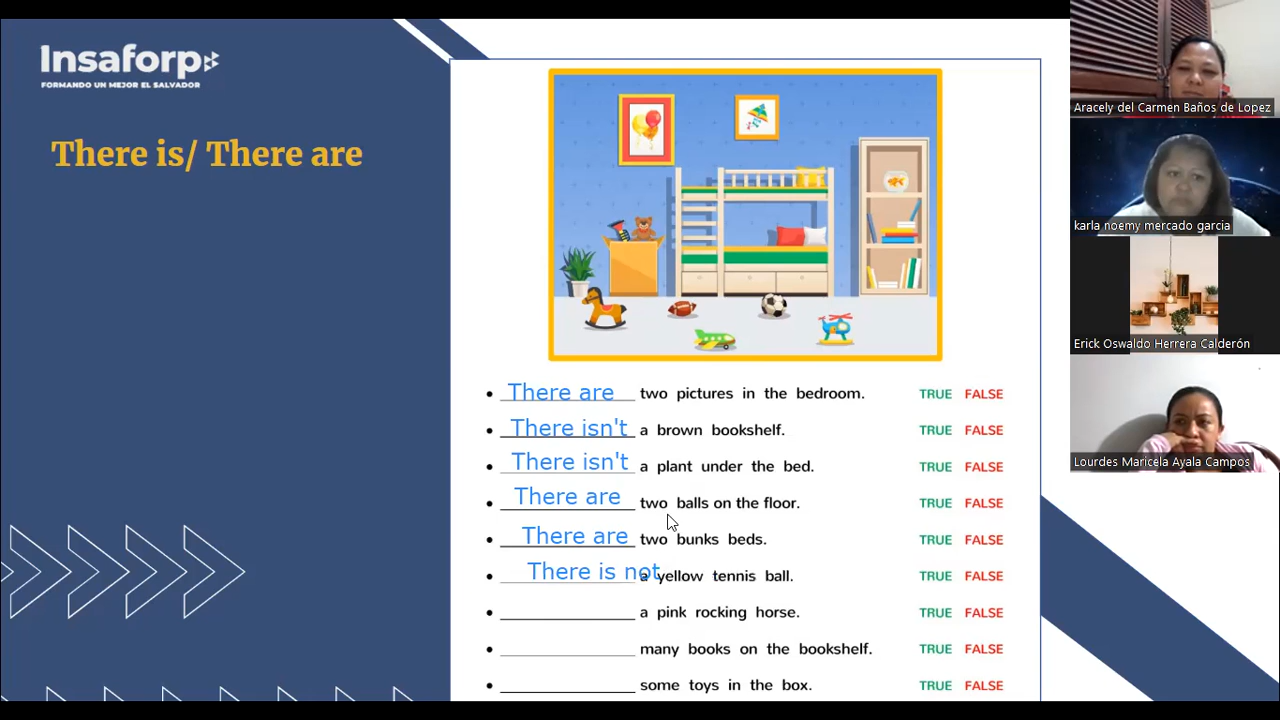 Insaforp
FORMANDO UN MEJOR EL SALVADOR
There is/ There are
There are two pictures in the bedroom. TRUE FALSE
There isn't a brown bookshelf. TRUE FALSE
There isn't a plant under the bed. TRUE FALSE
There are two balls on the floor. TRUE FALSE
There are two bunks beds. TRUE FALSE
There is not a yellow tennis ball. TRUE FALSE
a pink rocking horse. TRUE FALSE
many books on the bookshelf. TRUE FALSE
some toys in the box. TRUE FALSE
Aracely del Carmen Baños de Lopez
karla noemy mercado garcia
Erick Oswaldo Herrera Calderón
Lourdes Maricela Ayala Campos